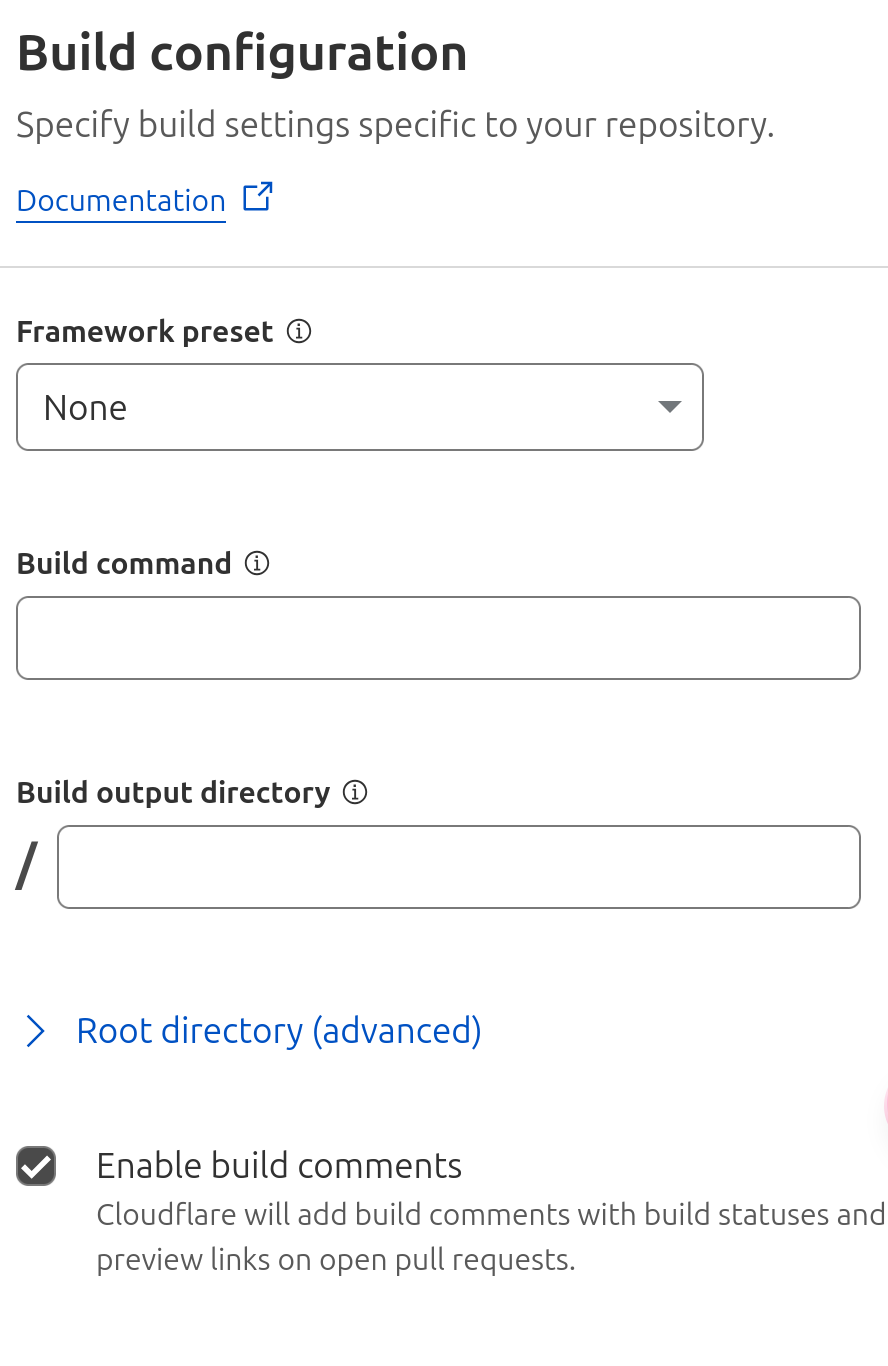 Build configuration
Specify build settings specific to your repository.
Documentation
Framework preset
None
Build command
Build output directory
/
Root directory (advanced)
Enable build comments
Cloudflare will add build comments with build statuses and
preview links on open pull requests.